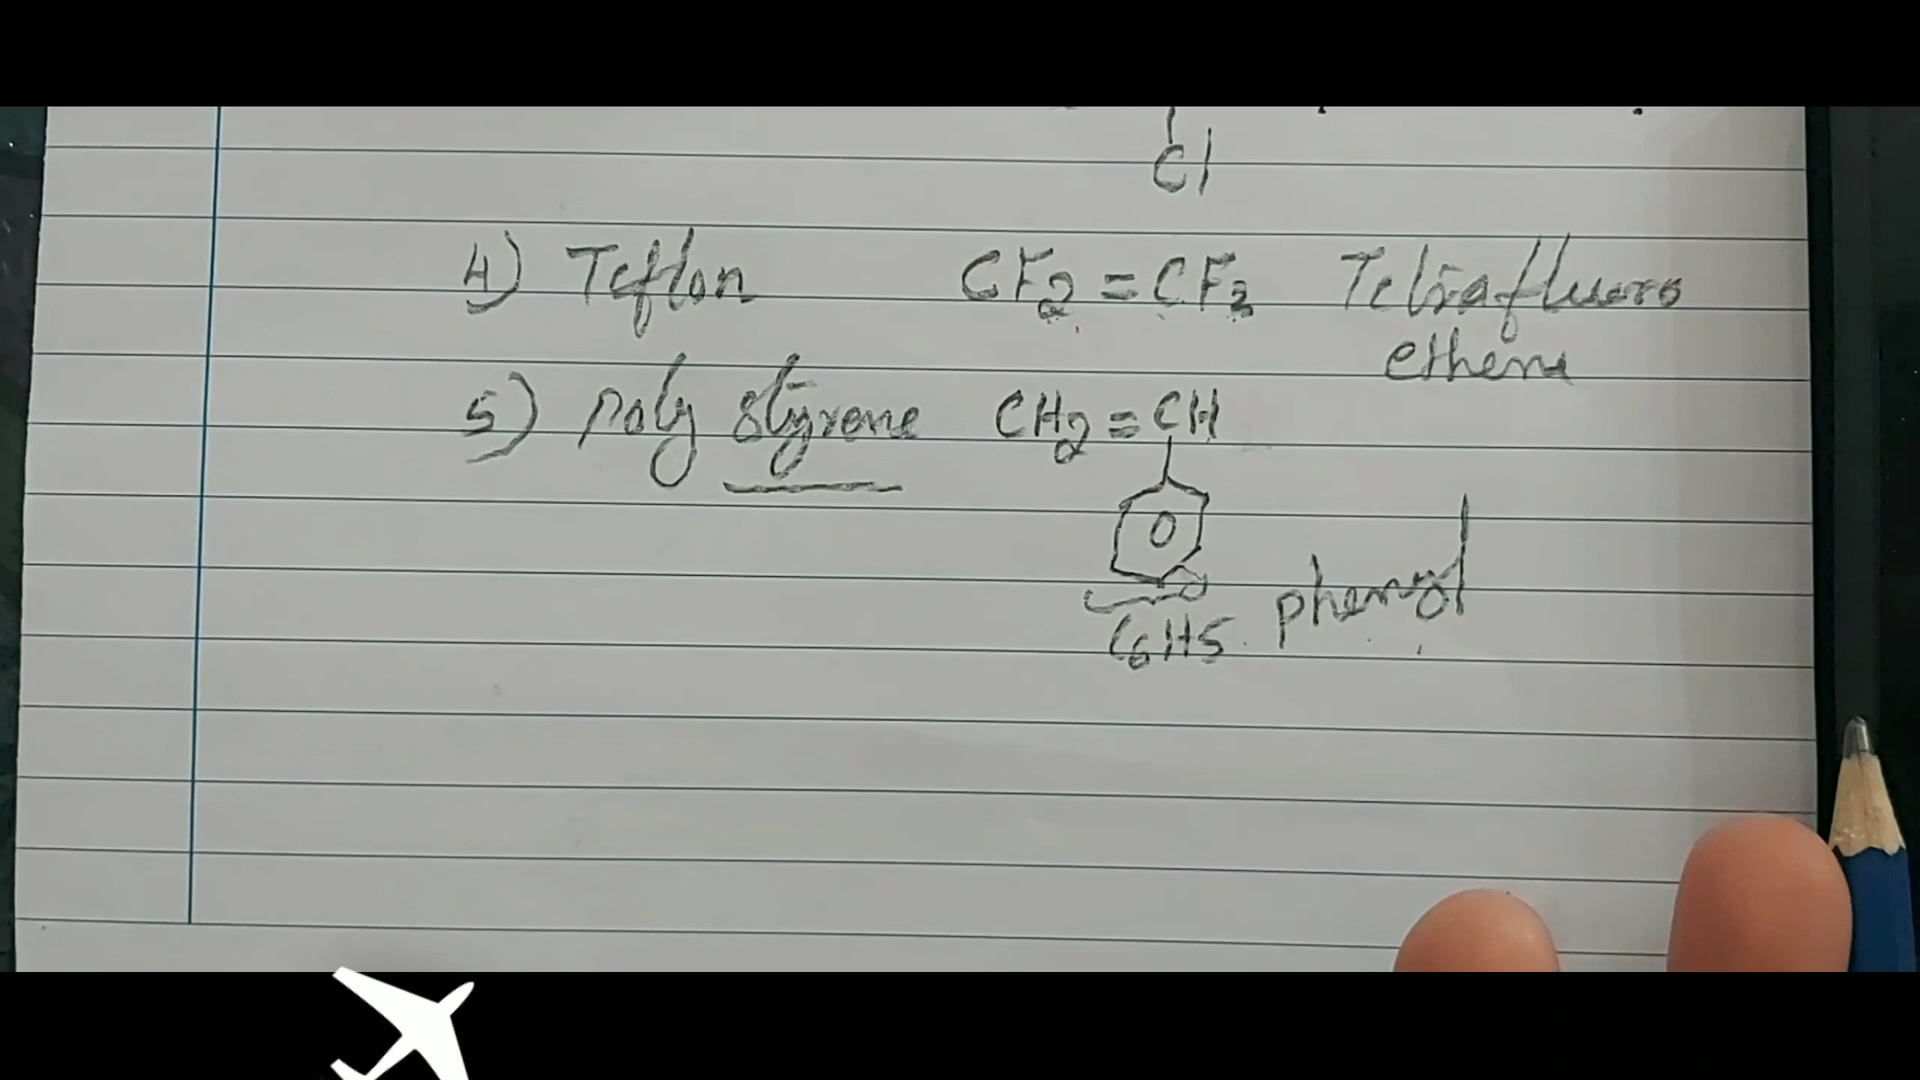 Cl
4) Teflon CF2 = CF2 Tetrafluoro
ethene
5) poly styrene CH2 = CH
C6H5. phenyl